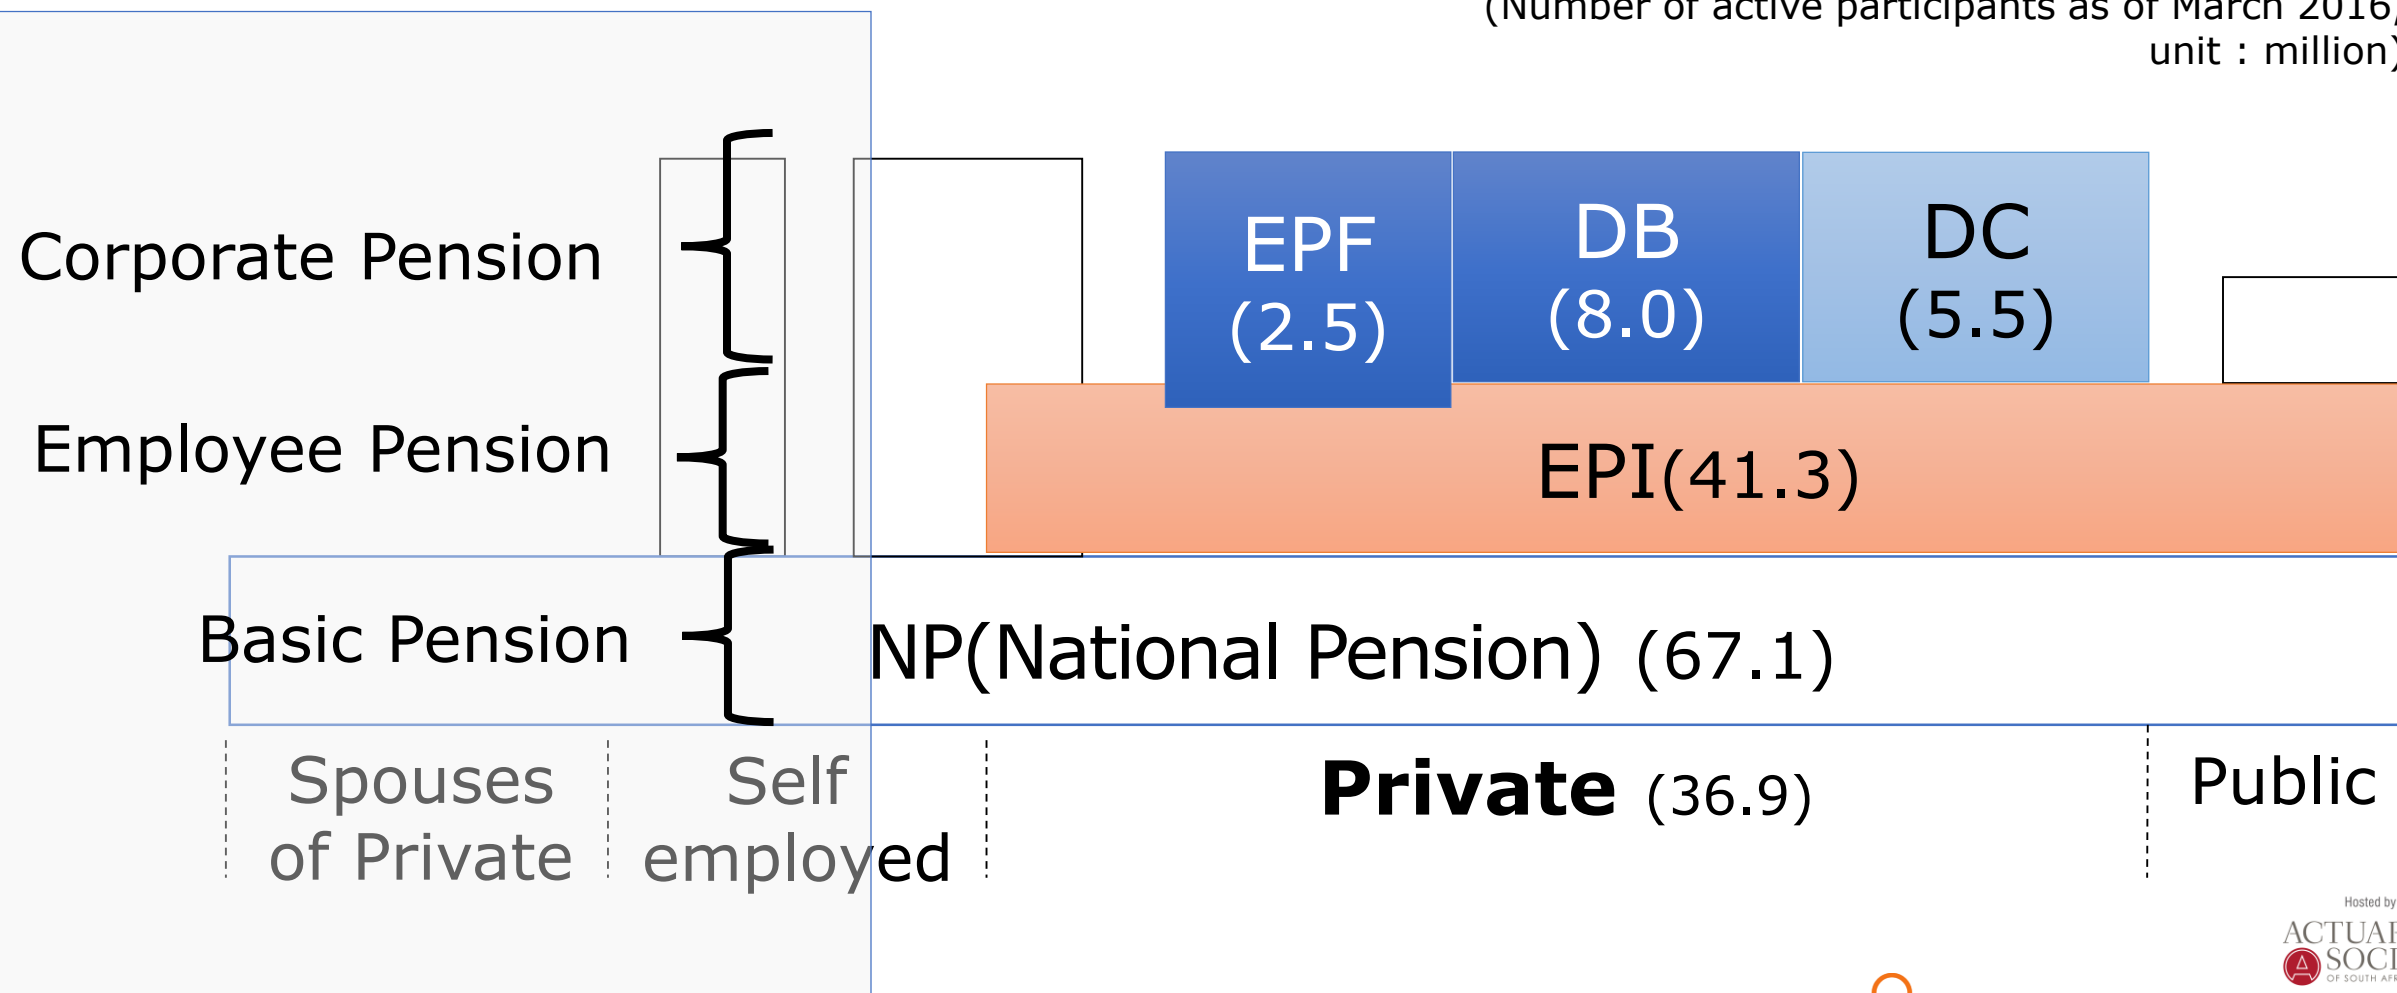 (Number of active participants as of March 2016,
unit : million)
Corporate Pension
EPF
(2.5)
DB
(8.0)
DC
(5.5)
Employee Pension
EPI(41.3)
Basic Pension
NP(National Pension) (67.1)
Spouses
of Private
Self
employed
Private (36.9)
Public
Hosted by
OF SOUTH